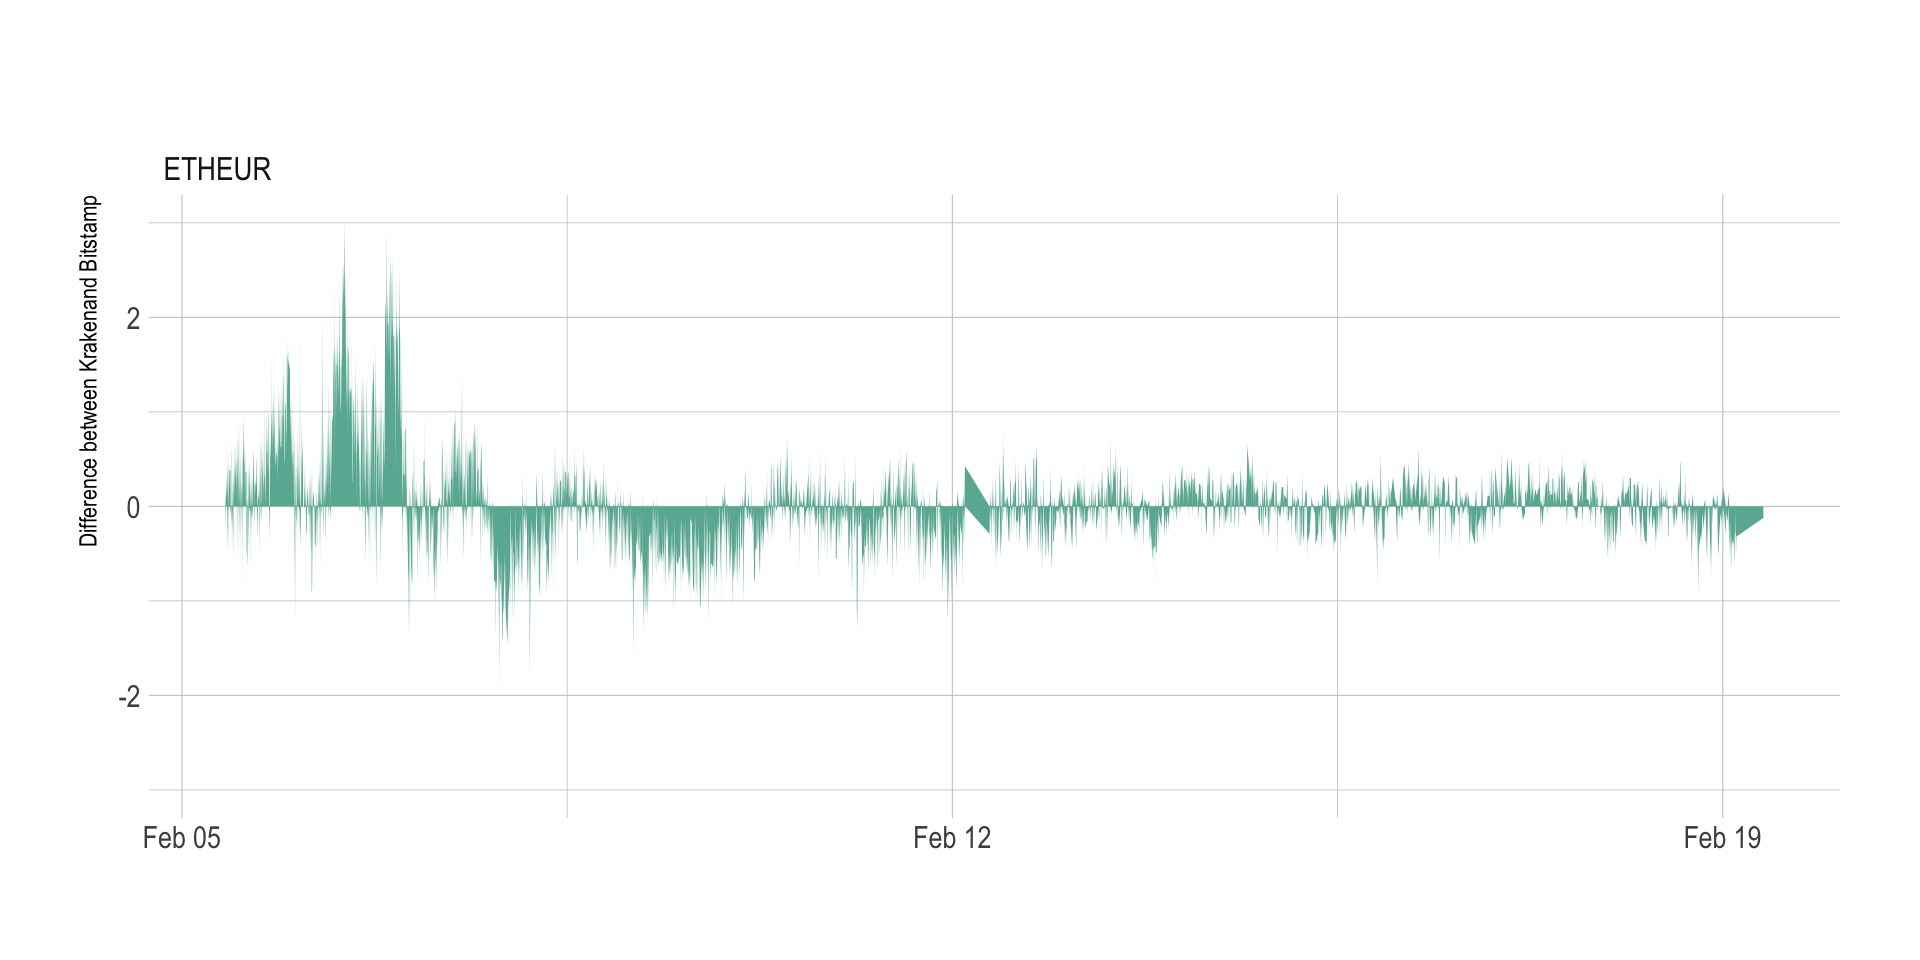 ETHEUR
Difference between Krakenand Bitstamp
2
0
-2
Feb 05
Feb 12
Feb 19